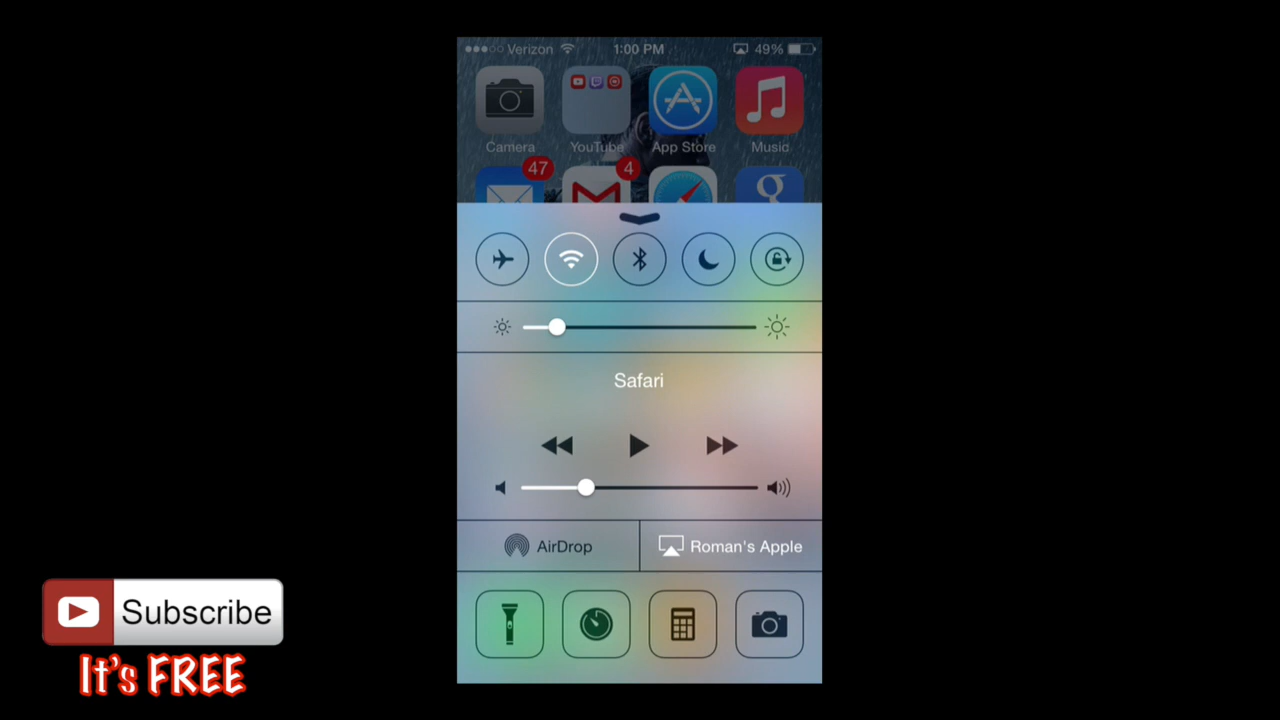 Verizon 1:00 PM 49%
Camera YouTube App Store Music
47 4
g
Safari
AirDrop Roman's Apple
Subscribe
It's FREE